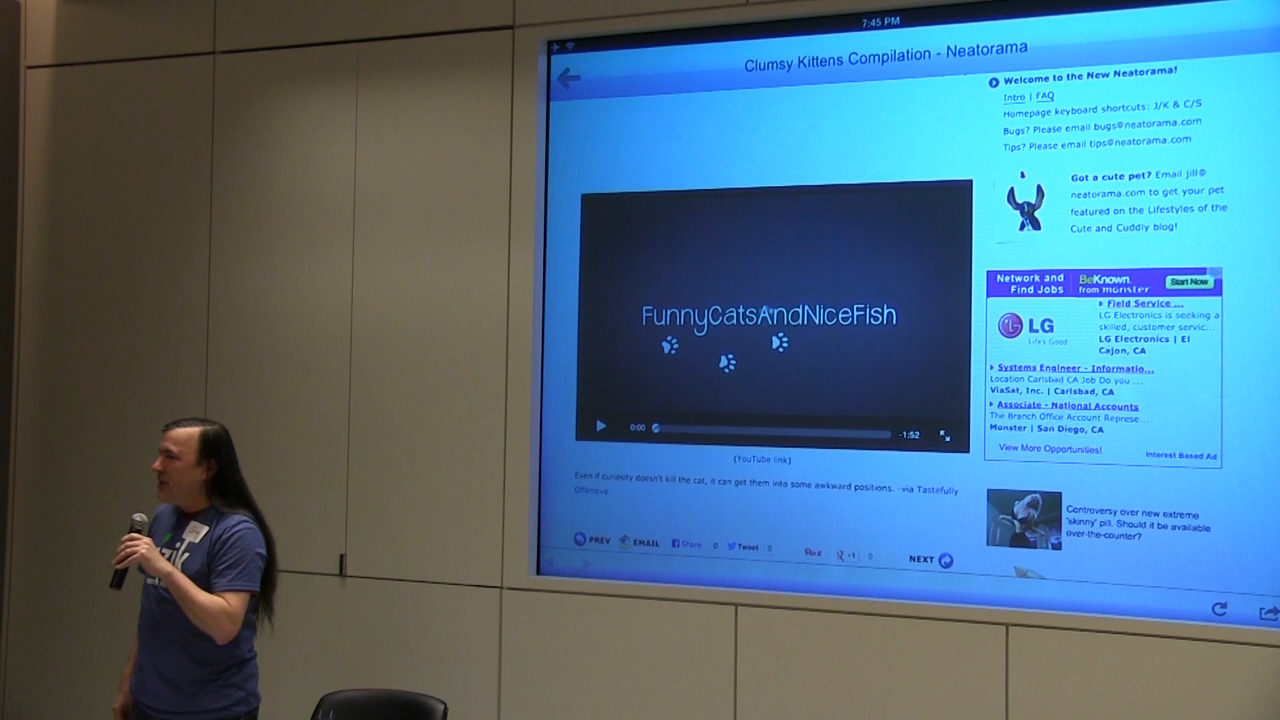 7:45 PM
Clumsy Kittens Compilation - Neatorama
Welcome to the New Neatorama!
Intro | FAQ
Homepage keyboard shortcuts: J/K & C/S
Bugs? Please email bugs@neatorama.com
Tips? Please email tips@neatorama.com
Got a cute pet? Email jill@
neatorama.com to get your pet
featured on the Lifestyles of the
Cute and Cuddly blog!
FunnyCatsAndNiceFish
0:00
-1:52
(YouTube link)
Even if curiosity doesn't kill the cat, it can get them into some awkward positions. -via Tastefully
Offensive
PREV
EMAIL
Share 0
Tweet 0
Pin it
g +1 0
NEXT
Network and
Find Jobs
BeKnown
from monster
Start Now
LG
Life's Good
Field Service ...
LG Electronics is seeking a
skilled, customer servic...
LG Electronics | El
Cajon, CA
Systems Engineer - Informatio...
Location Carlsbad CA Job Do you ...
ViaSat, Inc. | Carlsbad, CA
Associate - National Accounts
The Branch Office Account Represe...
Monster | San Diego, CA
View More Opportunities!
Interest Based Ad
Controversy over new extreme
'skinny' pill. Should it be available
over-the-counter?